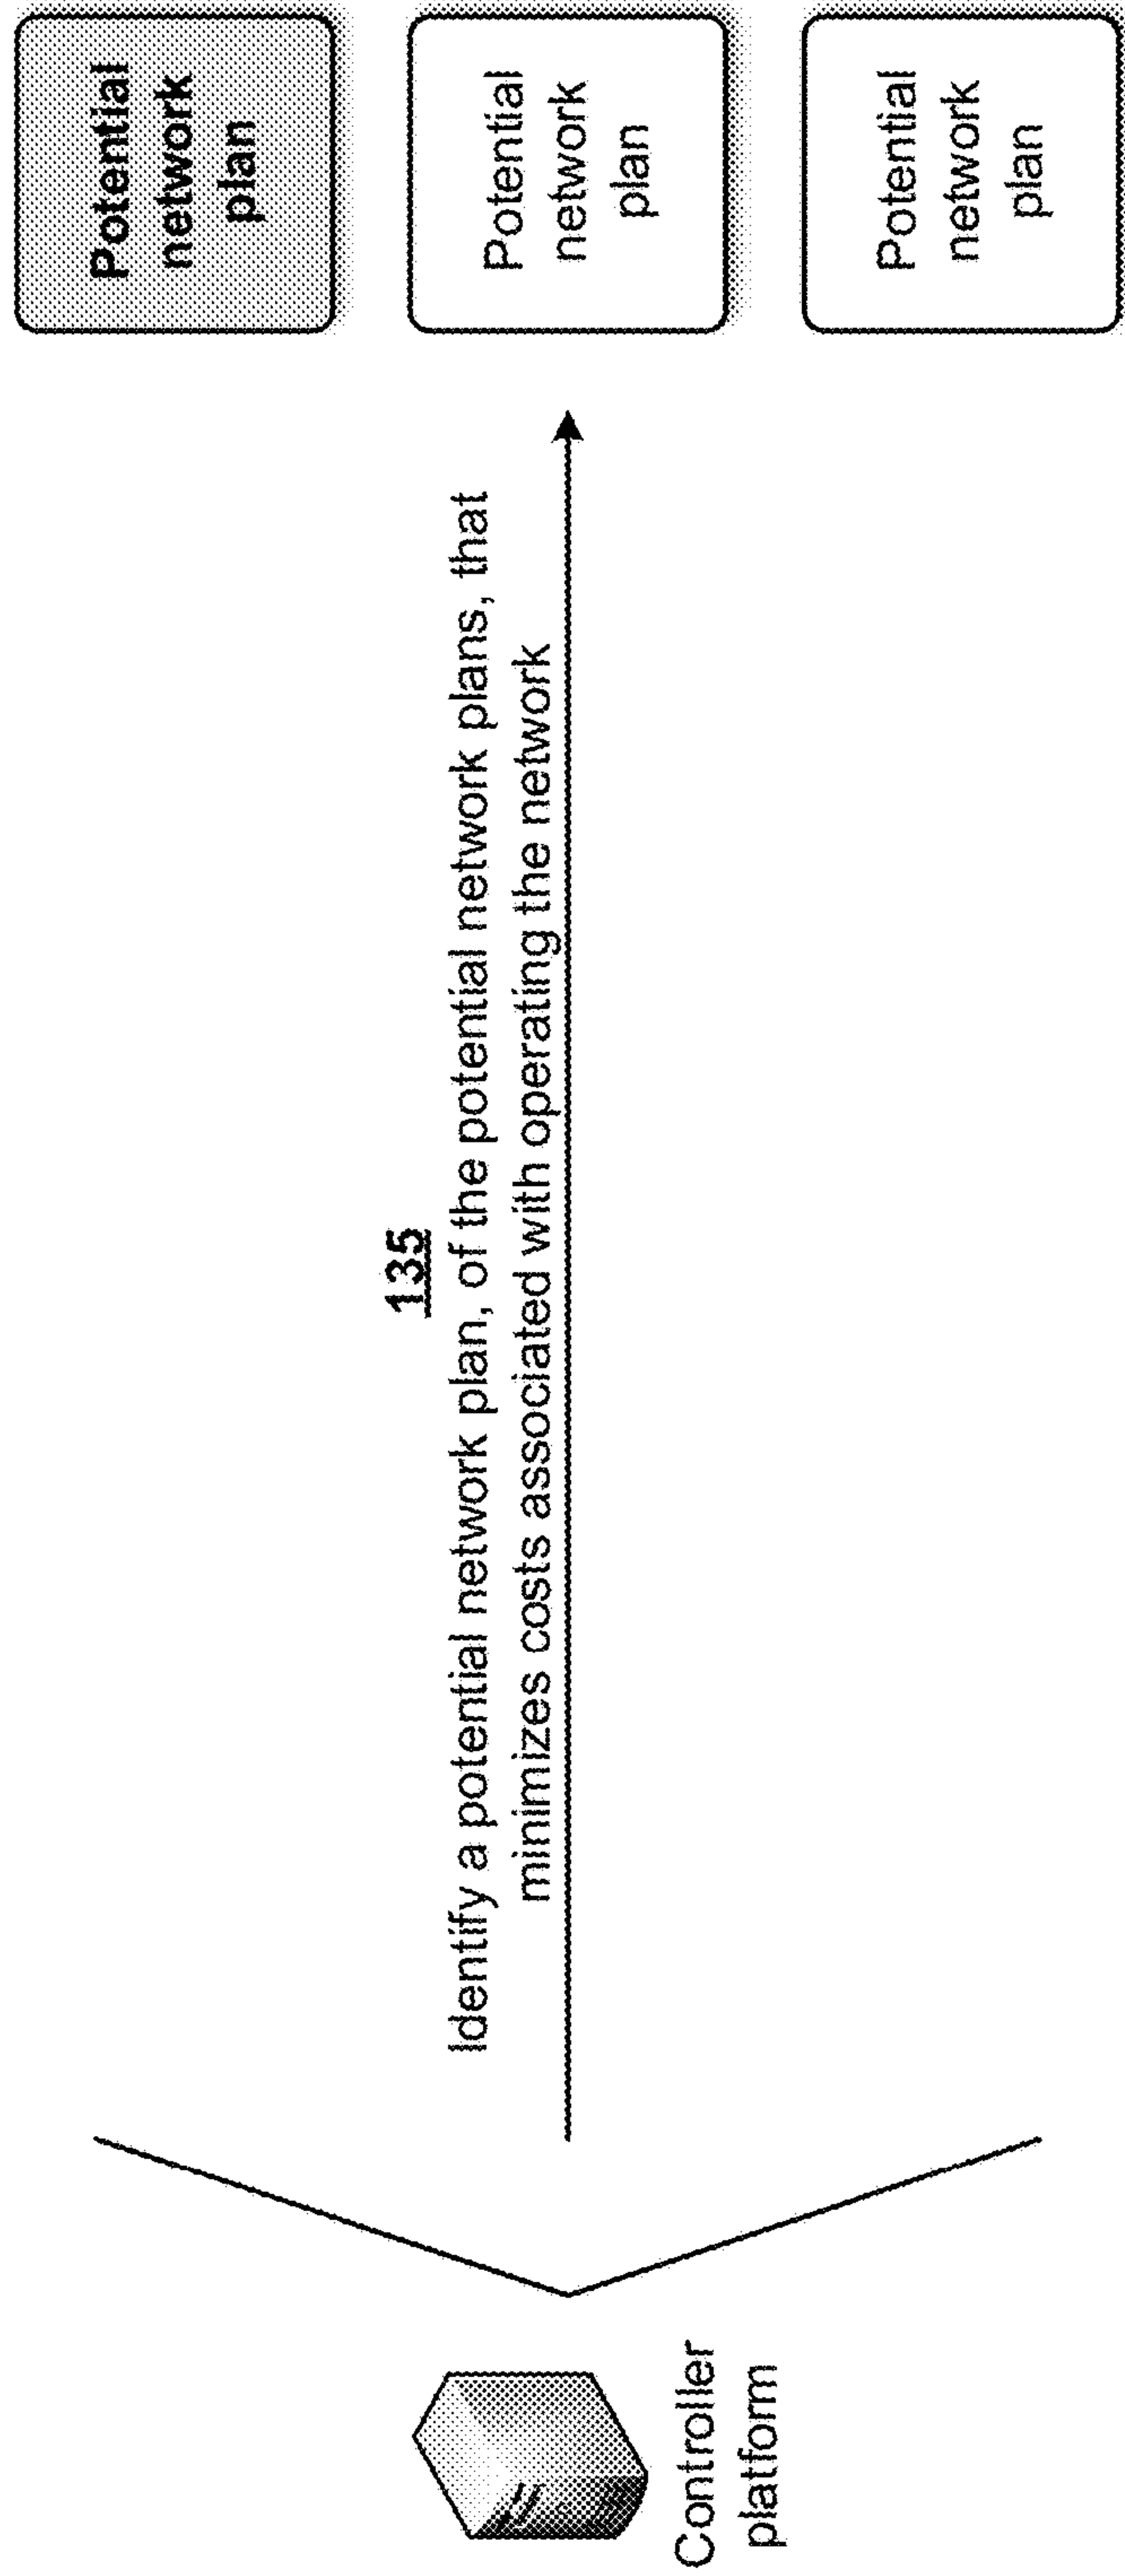 135
Identify a potential network plan, of the potential network plans, that
minimizes costs associated with operating the network
Controller
platform
Potential
network
plan
Potential
network
plan
Potential
network
plan